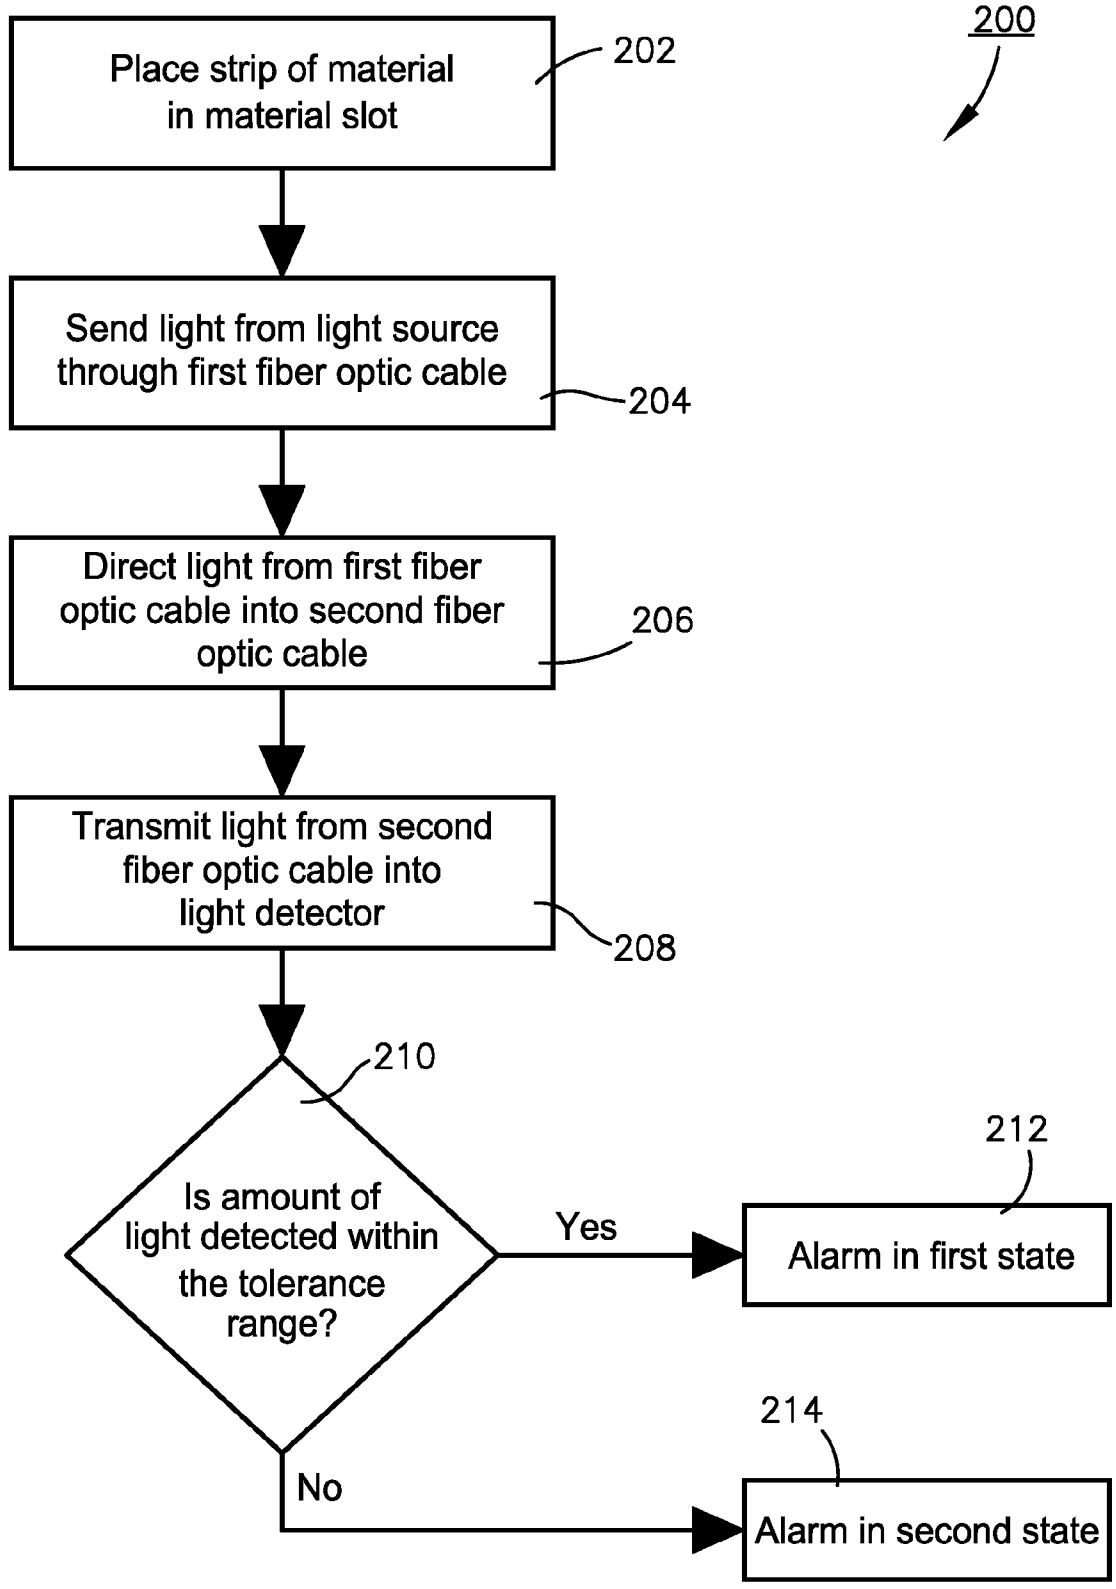 200
202
Place strip of material
in material slot
Send light from light source
through first fiber optic cable
204
Direct light from first fiber
optic cable into second fiber
optic cable
206
Transmit light from second
fiber optic cable into
light detector
208
210
Is amount of
light detected within
the tolerance
range?
Yes
212
Alarm in first state
No
214
Alarm in second state